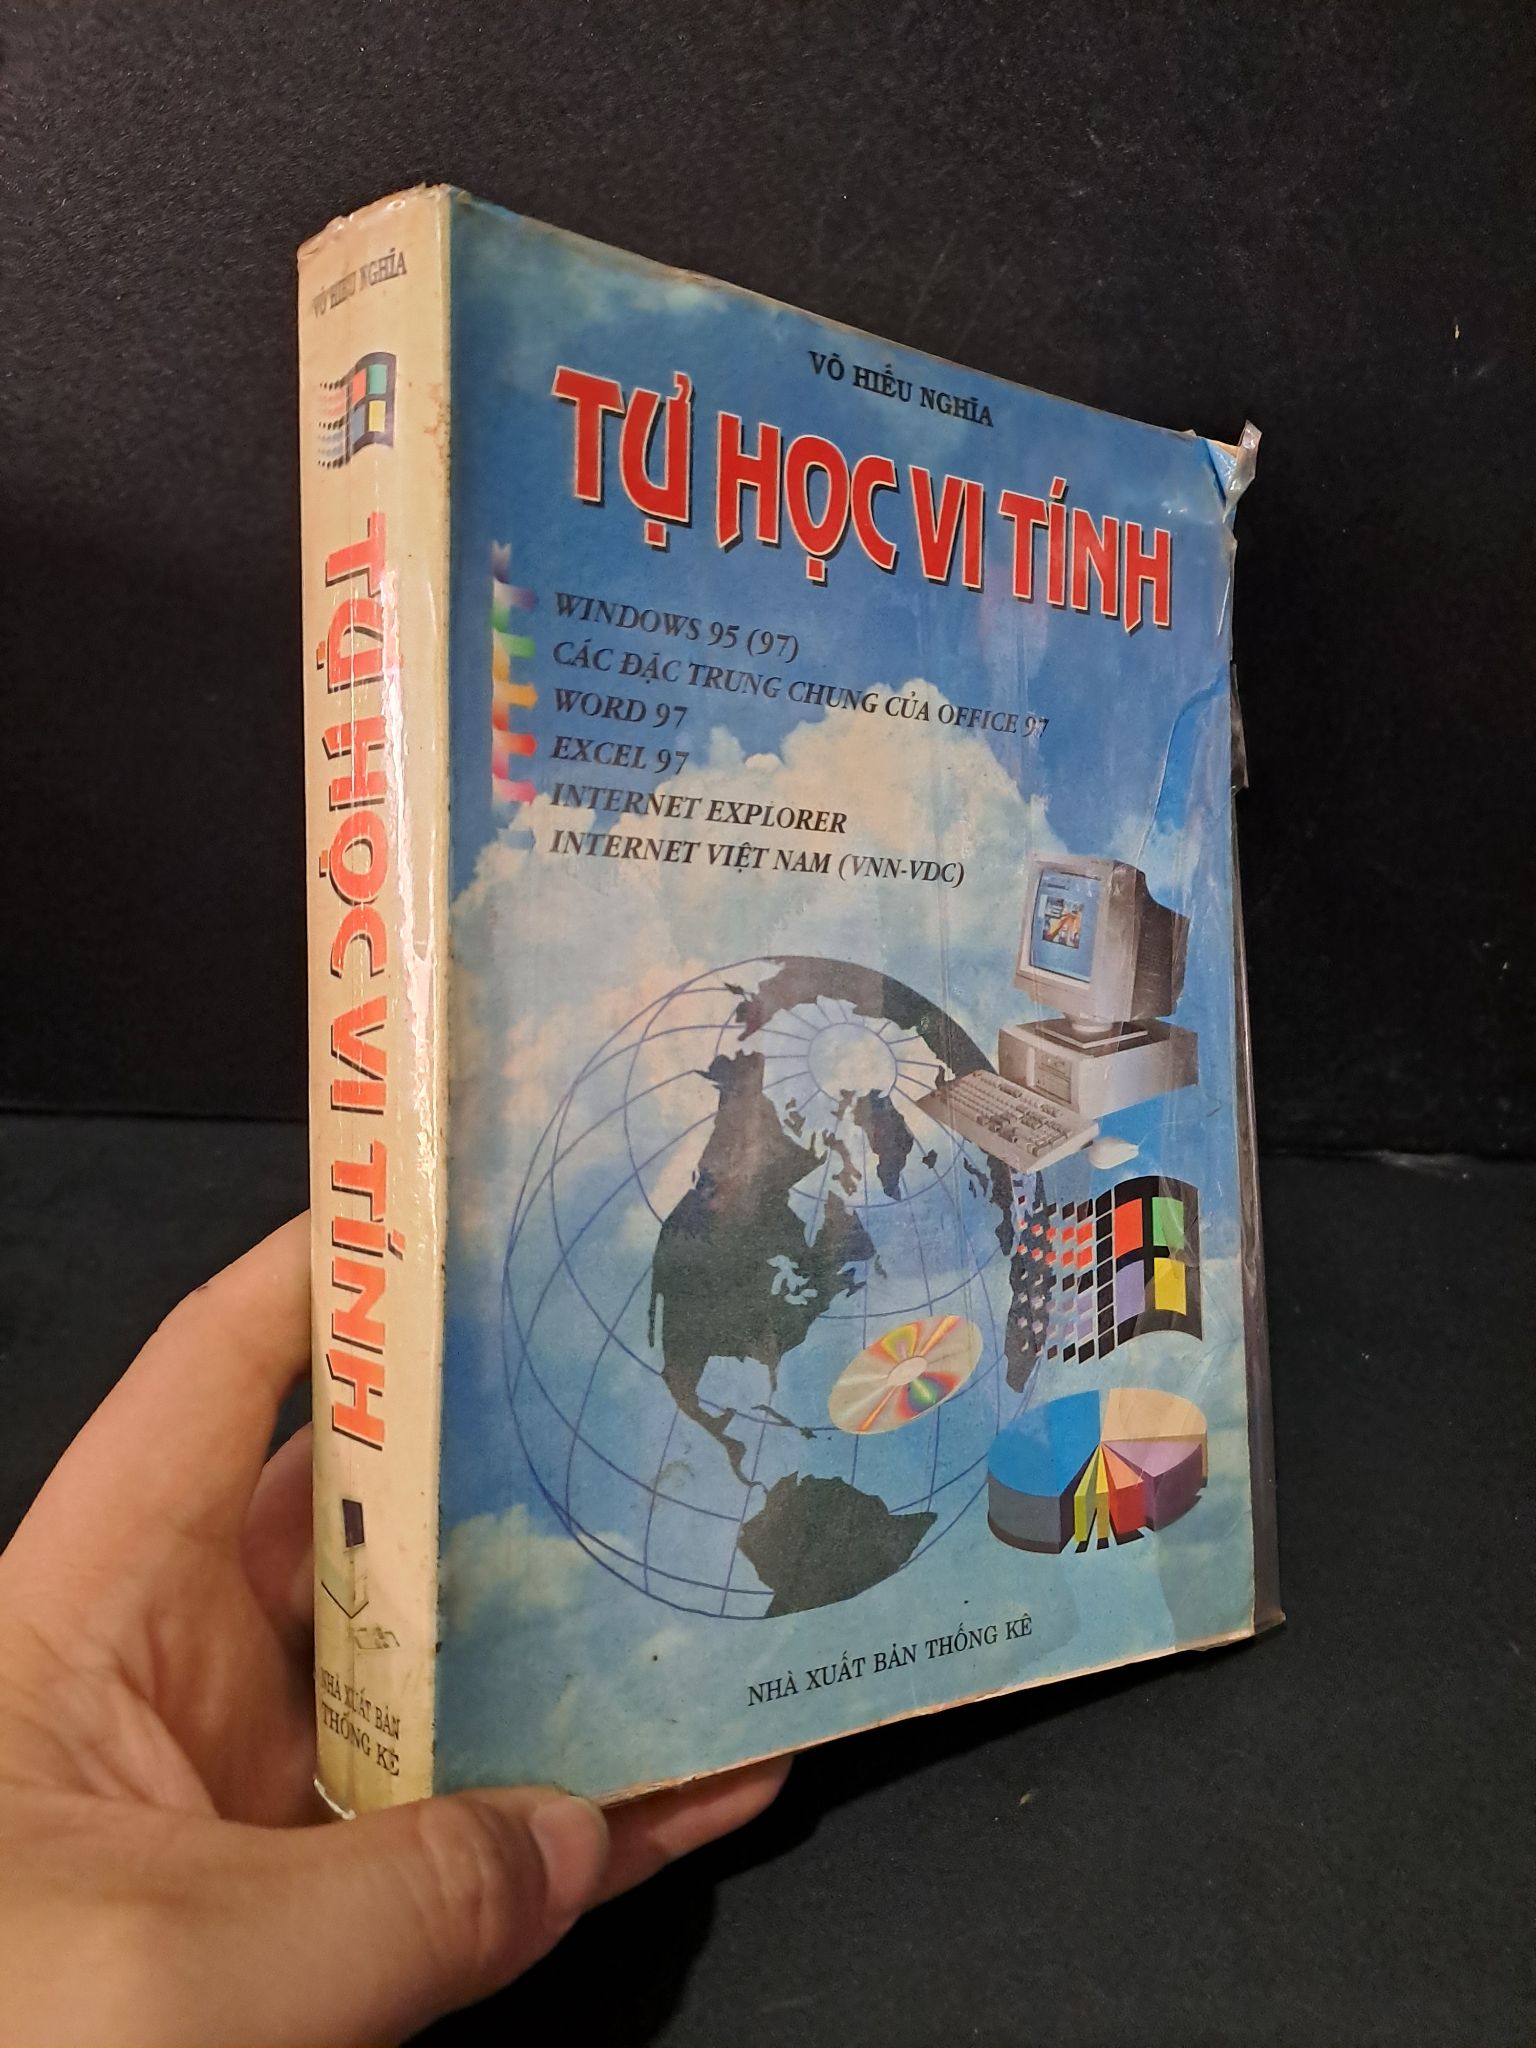 VÕ HIẾU NGHĨA
TỰ HỌC VI TÍNH
WINDOWS 95 (97)
CÁC ĐẶC TRƯNG CHUNG CỦA OFFICE 97
WORD 97
EXCEL 97
INTERNET EXPLORER
INTERNET VIỆT NAM (VNN-VDC)
NHÀ XUẤT BẢN THỐNG KÊ
VÕ HIẾU NGHĨA
TỰ HỌC VI TÍNH
NHÀ XUẤT BẢN
THỐNG KÊ